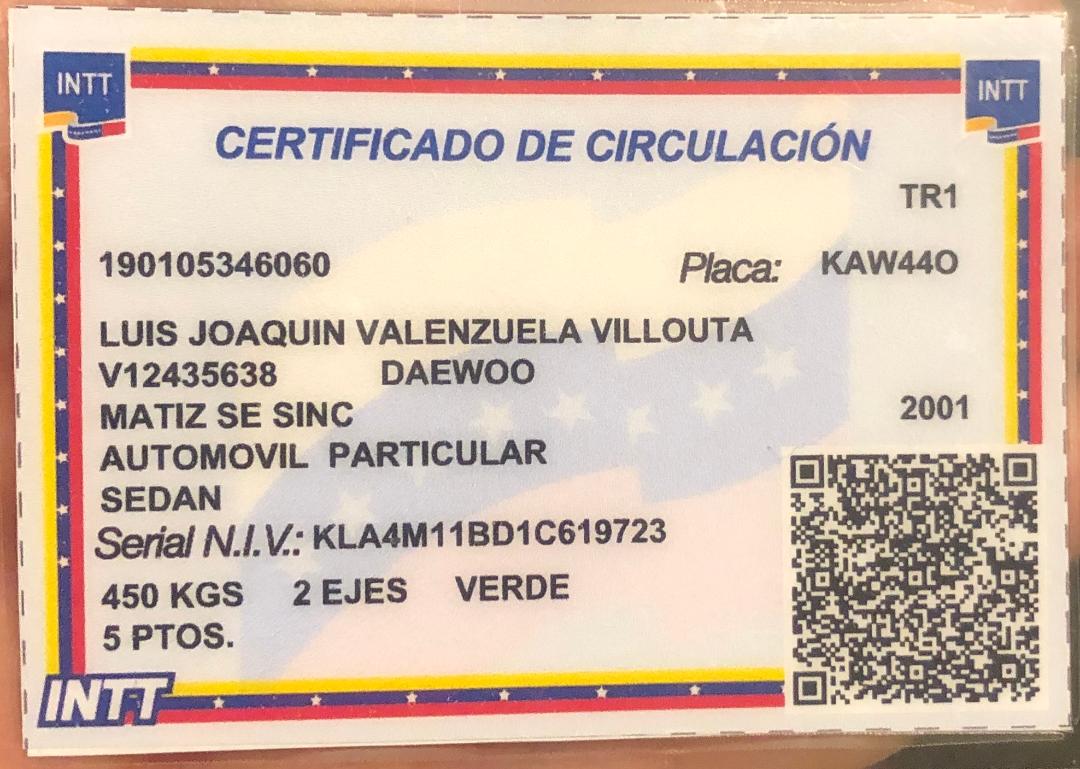 INTT
INTT
CERTIFICADO DE CIRCULACIÓN
TR1
190105346060 Placa: KAW44O
LUIS JOAQUIN VALENZUELA VILLOUTA
V12435638 DAEWOO
MATIZ SE SINC 2001
AUTOMOVIL PARTICULAR
SEDAN
Serial N.I.V.: KLA4M11BD1C619723
450 KGS 2 EJES VERDE
5 PTOS.
INTT